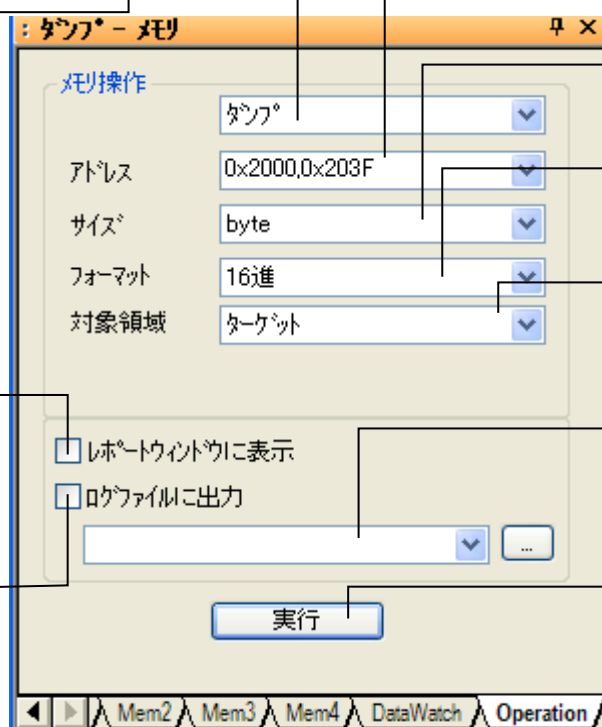 : ﾀﾞﾝﾌﾟ - ﾒﾓﾘ
ﾒﾓﾘ操作
ﾀﾞﾝﾌﾟ
ｱﾄﾞﾚｽ 0x2000,0x203F
ｻｲｽﾞ byte
ﾌｫｰﾏｯﾄ 16進
対象領域 ﾀｰｹﾞｯﾄ
ﾚﾎﾟｰﾄｳｨﾝﾄﾞｳに表示
ﾛｸﾞﾌｧｲﾙに出力
...
実行
Mem2 Mem3 Mem4 DataWatch Operation